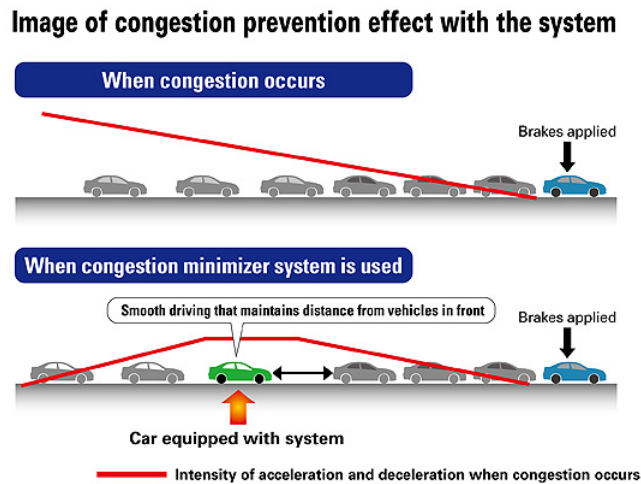 Image of congestion prevention effect with the system
When congestion occurs
Brakes applied
When congestion minimizer system is used
Smooth driving that maintains distance from vehicles in front
Brakes applied
Car equipped with system
Intensity of acceleration and deceleration when congestion occurs